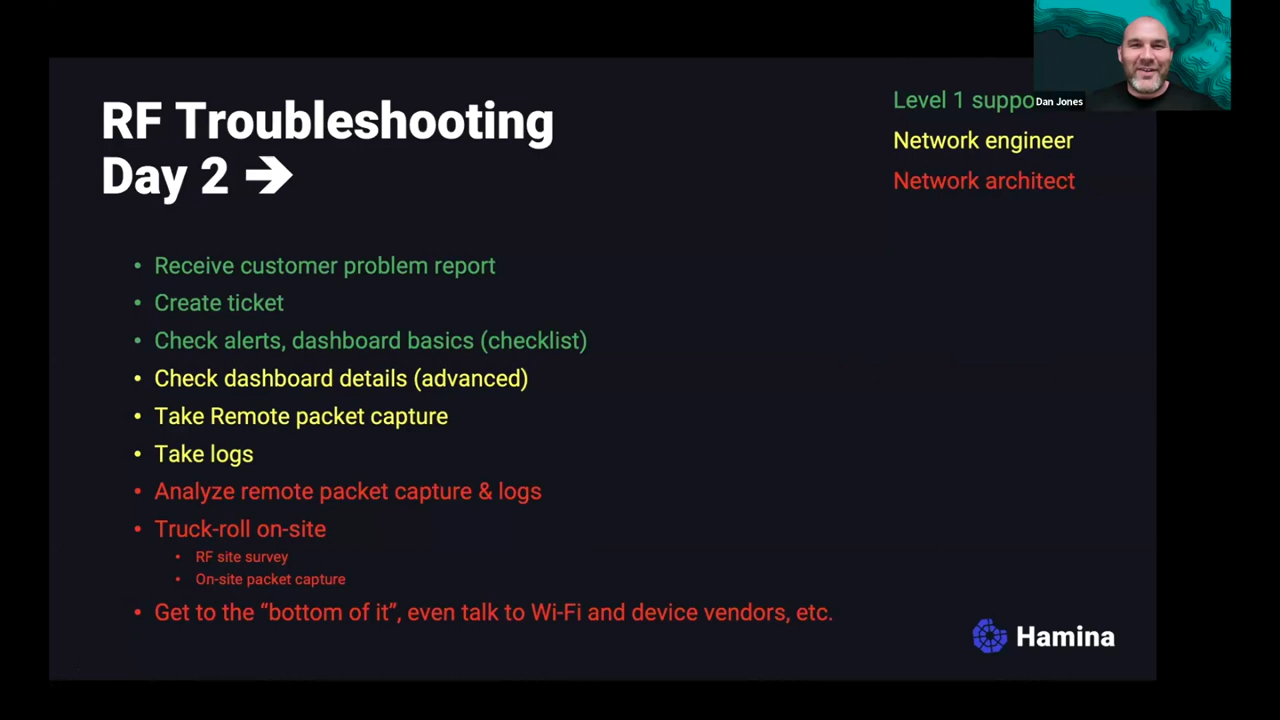 RF Troubleshooting
Day 2 →
Level 1 suppo
Dan Jones
Network engineer
Network architect
• Receive customer problem report
• Create ticket
• Check alerts, dashboard basics (checklist)
• Check dashboard details (advanced)
• Take Remote packet capture
• Take logs
• Analyze remote packet capture & logs
• Truck-roll on-site
• RF site survey
• On-site packet capture
• Get to the “bottom of it”, even talk to Wi-Fi and device vendors, etc.
Hamina